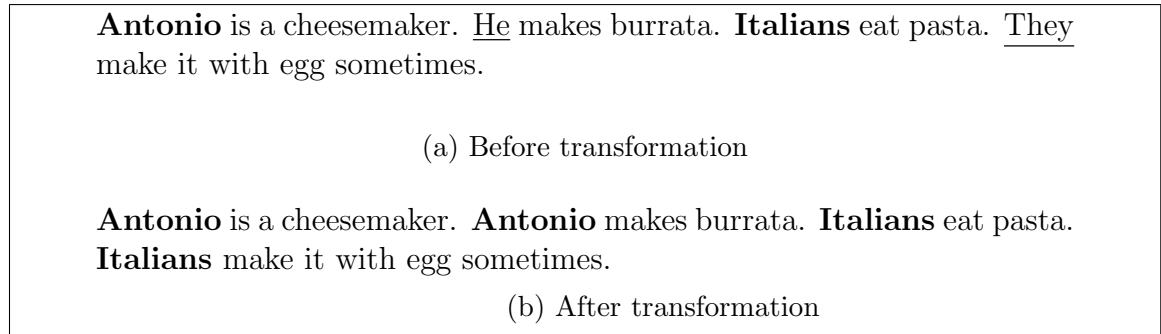 Antonio is a cheesemaker. He makes burrata. Italians eat pasta. They
make it with egg sometimes.
(a) Before transformation
Antonio is a cheesemaker. Antonio makes burrata. Italians eat pasta.
Italians make it with egg sometimes.
(b) After transformation